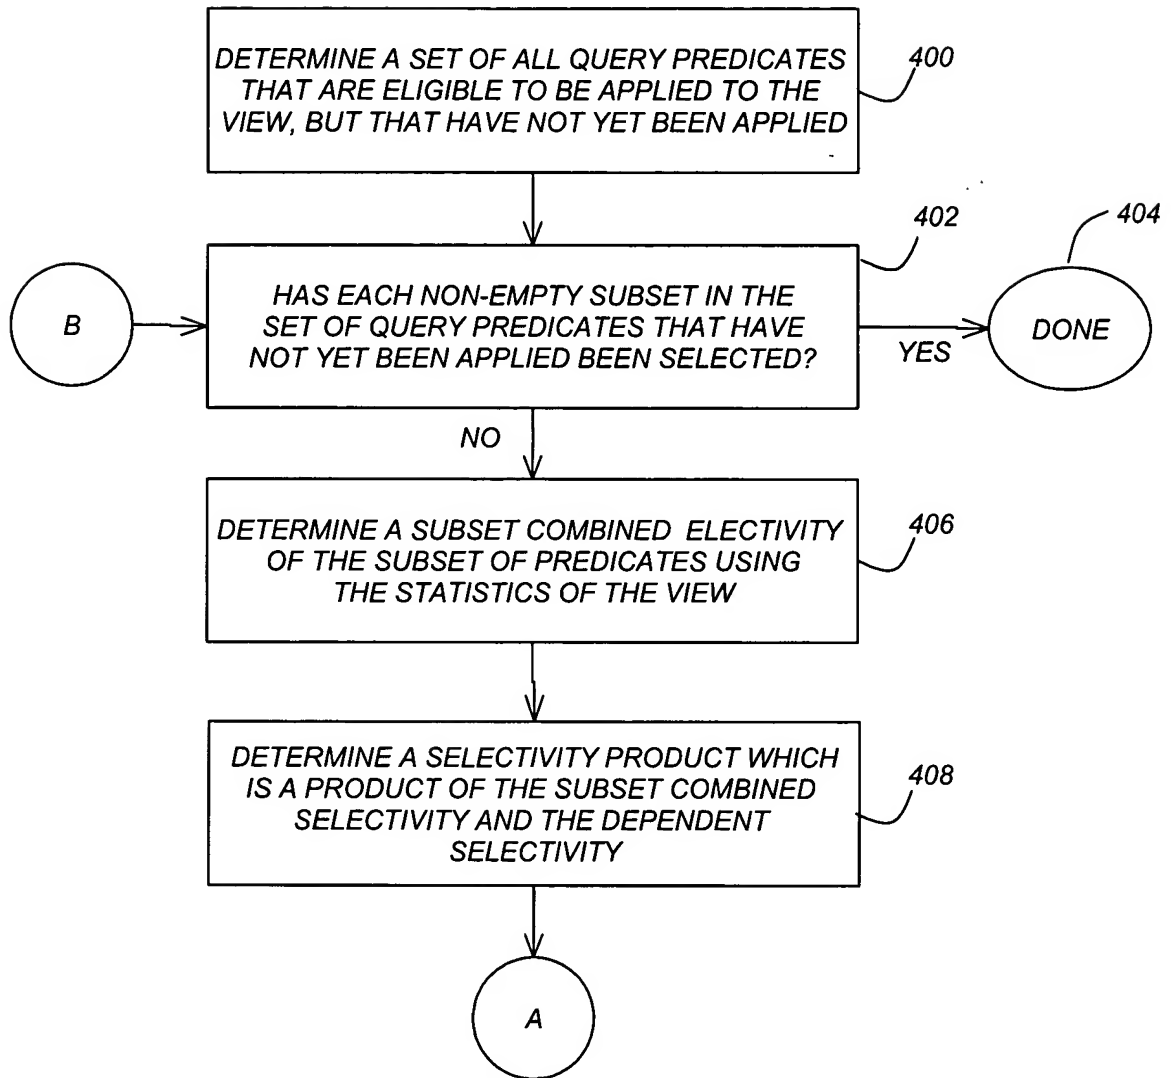 DETERMINE A SET OF ALL QUERY PREDICATES
THAT ARE ELIGIBLE TO BE APPLIED TO THE
VIEW, BUT THAT HAVE NOT YET BEEN APPLIED
400
402
404
B
HAS EACH NON-EMPTY SUBSET IN THE
SET OF QUERY PREDICATES THAT HAVE
NOT YET BEEN APPLIED BEEN SELECTED?
YES
DONE
NO
DETERMINE A SUBSET COMBINED ELECTIVITY
OF THE SUBSET OF PREDICATES USING
THE STATISTICS OF THE VIEW
406
DETERMINE A SELECTIVITY PRODUCT WHICH
IS A PRODUCT OF THE SUBSET COMBINED
SELECTIVITY AND THE DEPENDENT
SELECTIVITY
408
A